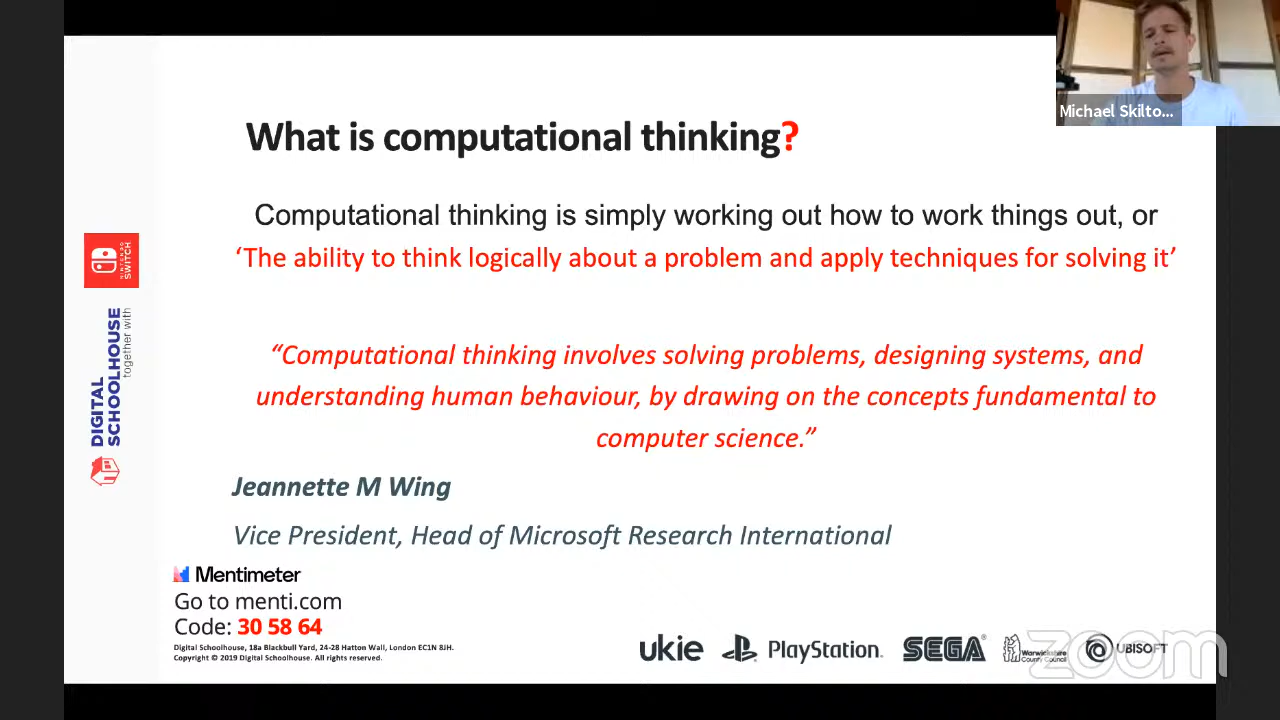 Michael Skilto...
What is computational thinking?
Computational thinking is simply working out how to work things out, or
‘The ability to think logically about a problem and apply techniques for solving it’
“Computational thinking involves solving problems, designing systems, and
understanding human behaviour, by drawing on the concepts fundamental to
computer science.”
Jeannette M Wing
Vice President, Head of Microsoft Research International
NINTENDO
SWITCH
DIGITAL
SCHOOLHOUSE
together with
Mentimeter
Go to menti.com
Code: 30 58 64
Digital Schoolhouse, 18a Blackbull Yard, 24-28 Hatton Wall, London EC1N 8JH.
Copyright © 2019 Digital Schoolhouse. All rights reserved.
ukie PlayStation. SEGA® Warwickshire County Council UBISOFT
zoom